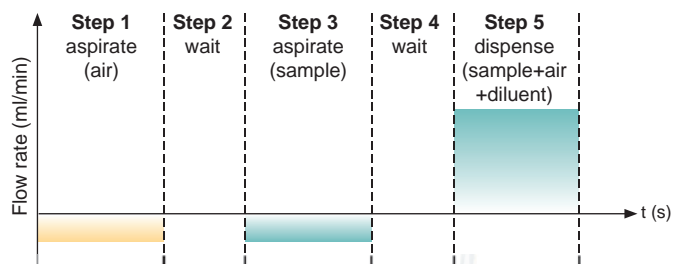 Flow rate (ml/min)
Step 1
aspirate
(air)
Step 2
wait
Step 3
aspirate
(sample)
Step 4
wait
Step 5
dispense
(sample+air
+diluent)
t (s)